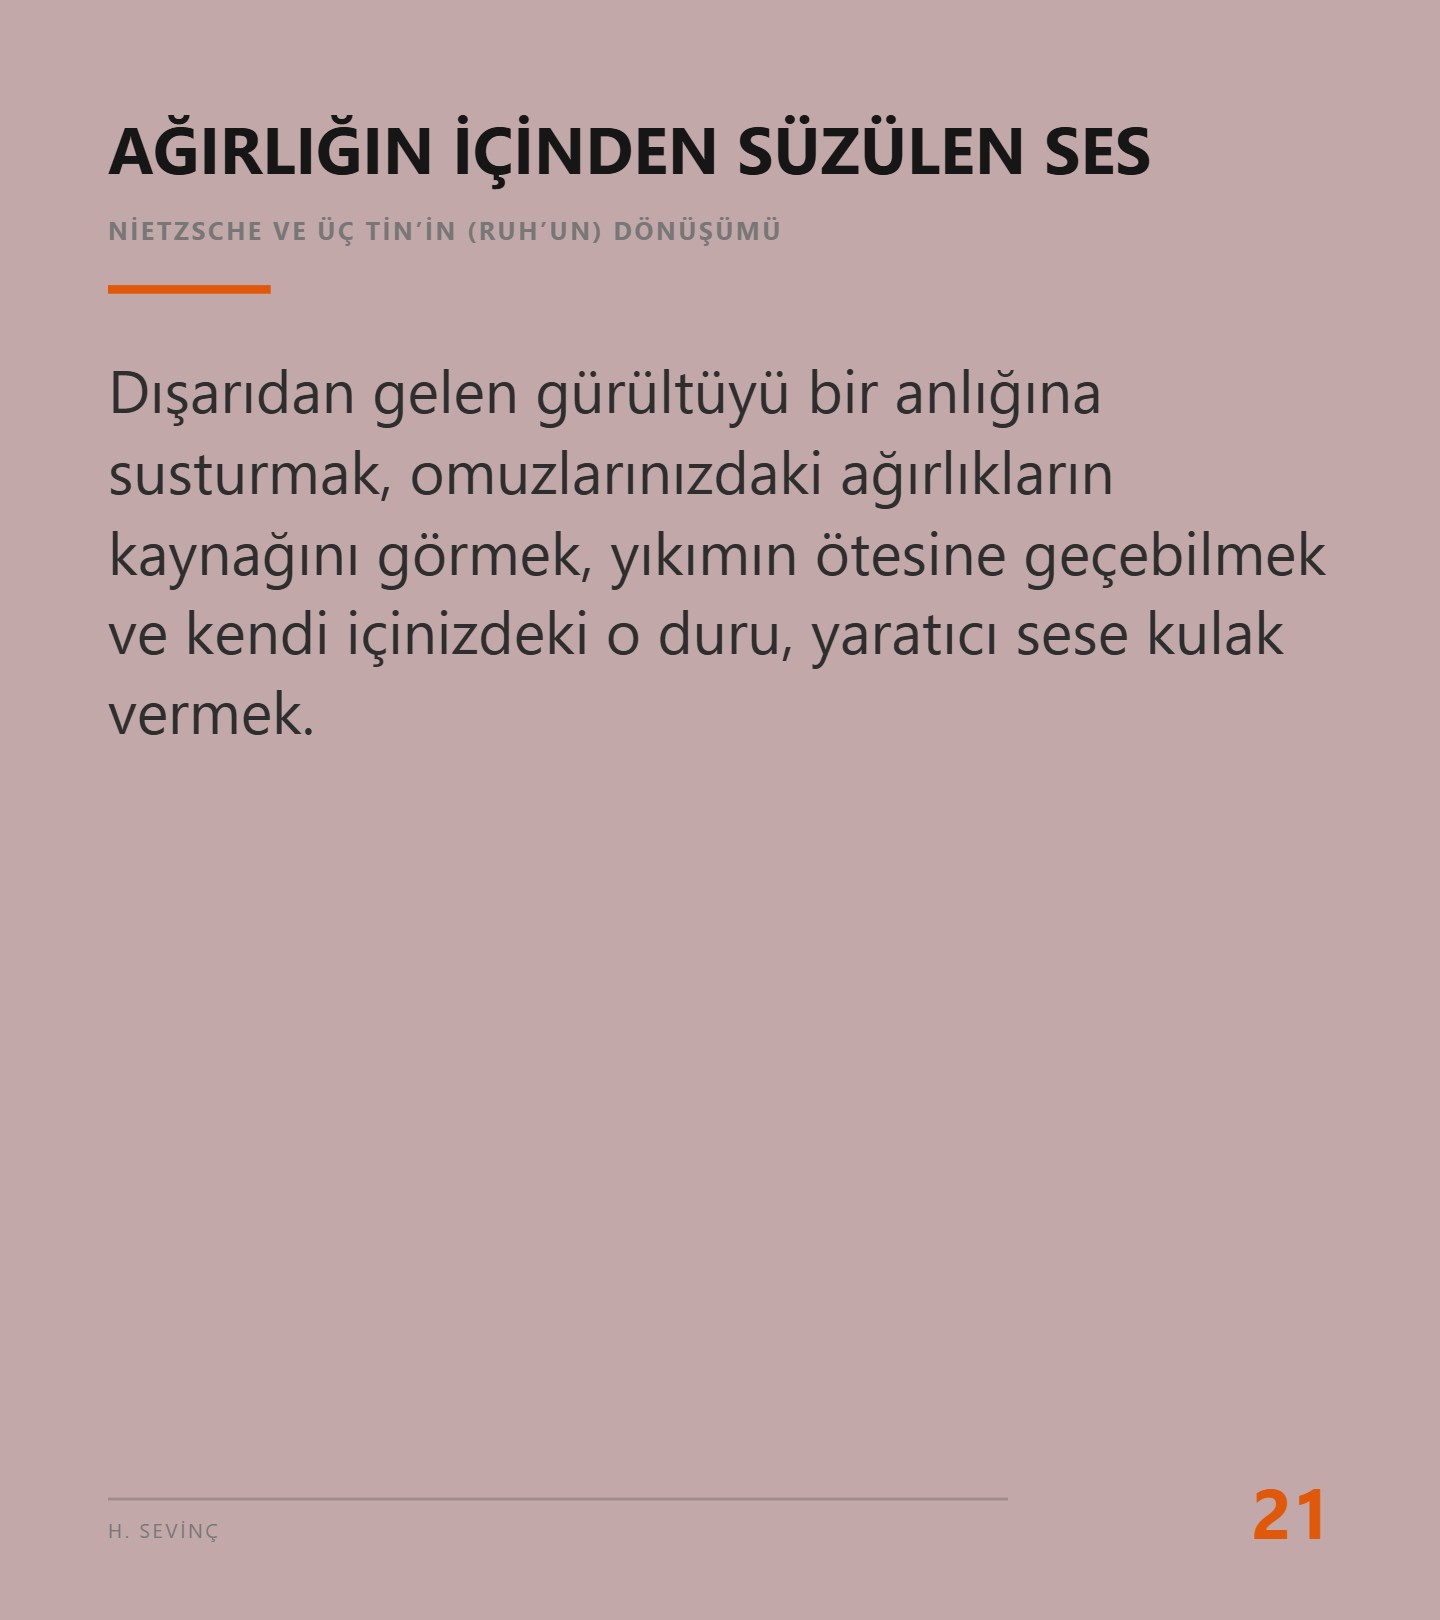 AĞIRLIĞIN İÇİNDEN SÜZÜLEN SES
NİETZSCHE VE ÜÇ TİN’İN (RUH’UN) DÖNÜŞÜMÜ
Dışarıdan gelen gürültüyü bir anlığına
susturmak, omuzlarınızdaki ağırlıkların
kaynağını görmek, yıkımın ötesine geçebilmek
ve kendi içinizdeki o duru, yaratıcı sese kulak
vermek.
H. SEVİNÇ
21